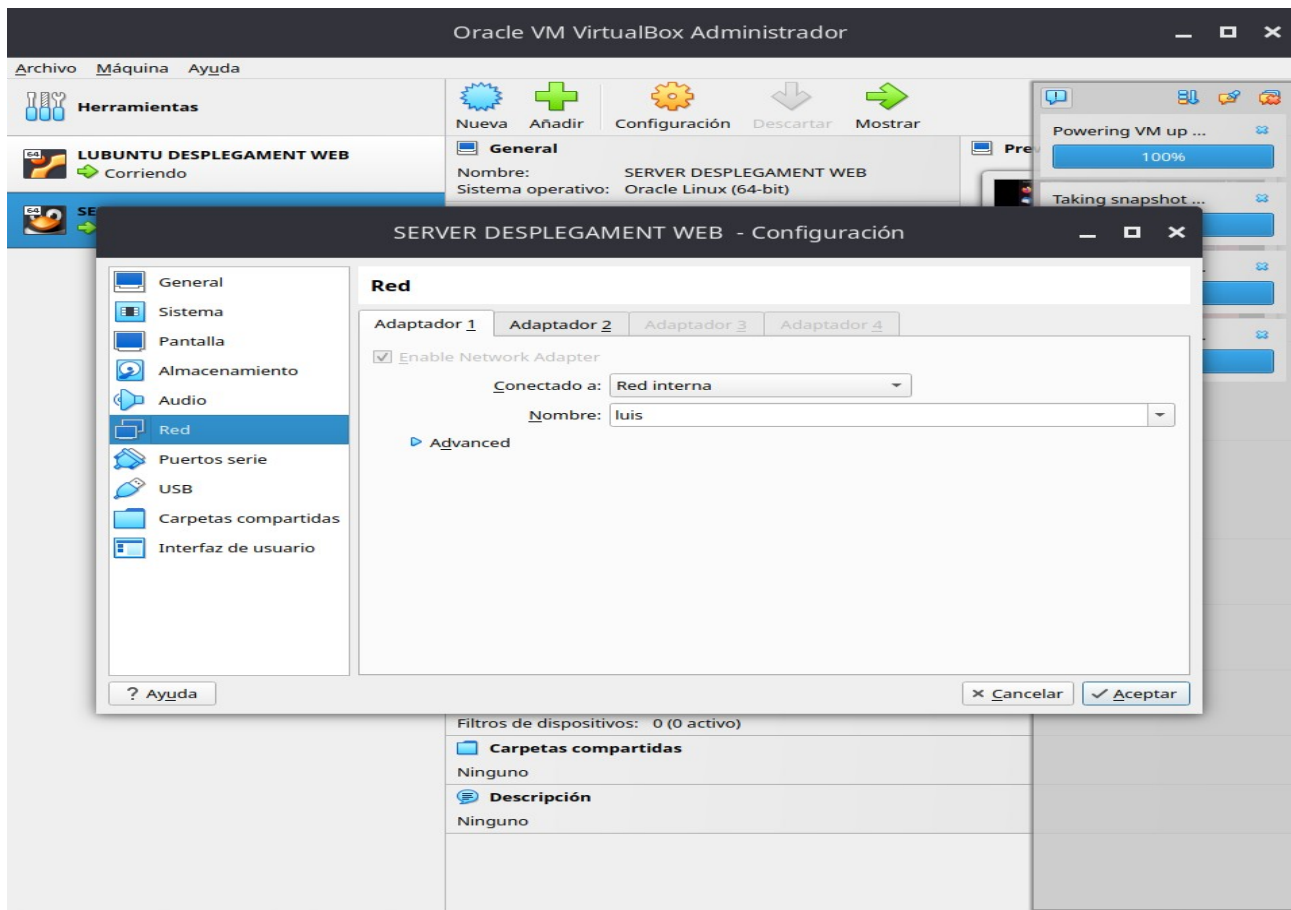 Oracle VM VirtualBox Administrador
Archivo Máquina Ayuda
Herramientas
Nueva Añadir Configuración Descartar Mostrar
64 LUBUNTU DESPLEGAMENT WEB
Corriendo
64 SE
General
Nombre: SERVER DESPLEGAMENT WEB
Sistema operativo: Oracle Linux (64-bit)
Pre
Powering VM up ...
100%
Taking snapshot ...
SERVER DESPLEGAMENT WEB - Configuración
General
Sistema
Pantalla
Almacenamiento
Audio
Red
Puertos serie
USB
Carpetas compartidas
Interfaz de usuario
Red
Adaptador 1 Adaptador 2 Adaptador 3 Adaptador 4
Enable Network Adapter
Conectado a: Red interna
Nombre: luis
Advanced
? Ayuda
Cancelar Aceptar
Filtros de dispositivos: 0 (0 activo)
Carpetas compartidas
Ninguno
Descripción
Ninguno